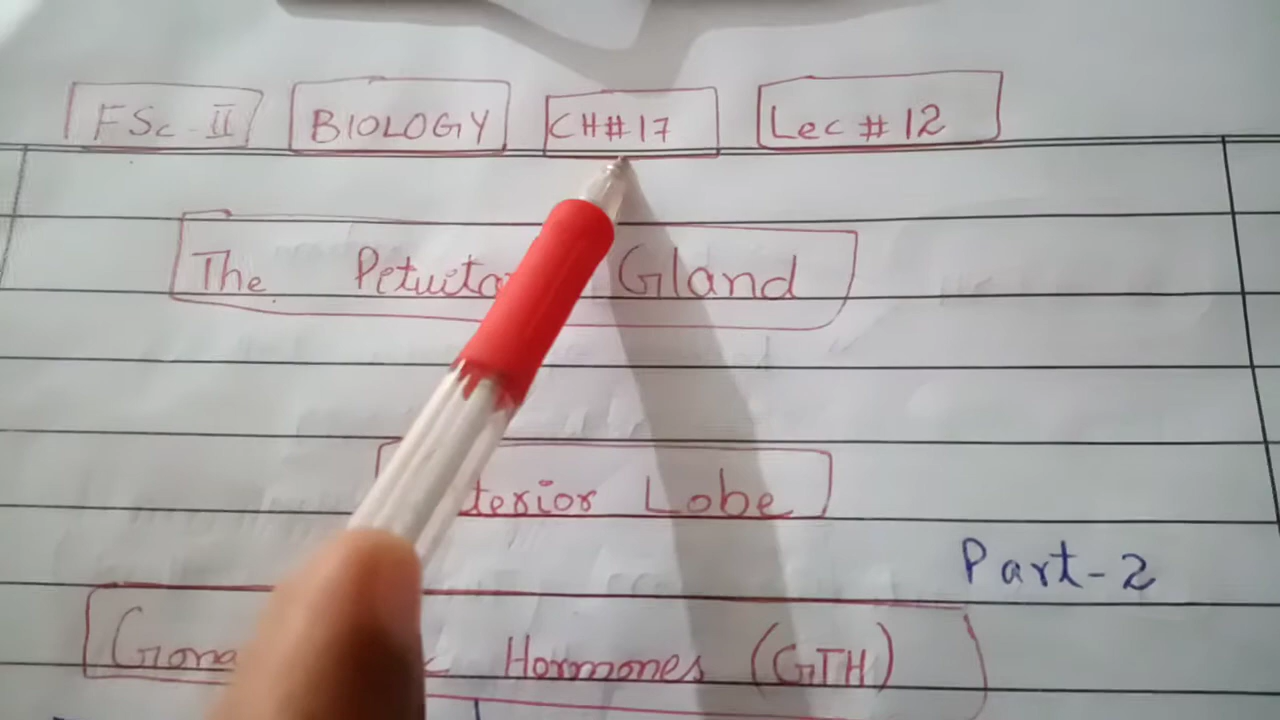 FSc-II BIOLOGY CH#17 Lec#12
The Gland
Lobe
Part-2
Hormones (GTH)